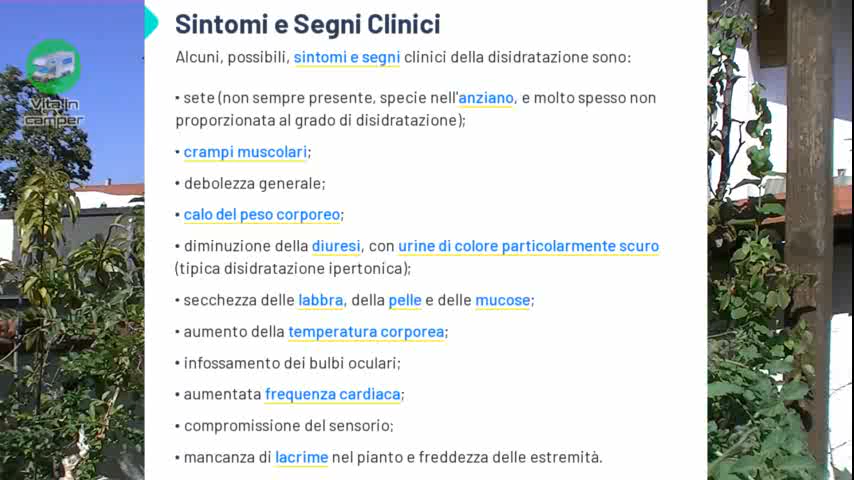 Sintomi e Segni Clinici
Alcuni, possibili, sintomi e segni clinici della disidratazione sono:
• sete (non sempre presente, specie nell'anziano, e molto spesso non
proporzionata al grado di disidratazione);
• crampi muscolari;
• debolezza generale;
• calo del peso corporeo;
• diminuzione della diuresi, con urine di colore particolarmente scuro
(tipica disidratazione ipertonica);
• secchezza delle labbra, della pelle e delle mucose;
• aumento della temperatura corporea;
• infossamento dei bulbi oculari;
• aumentata frequenza cardiaca;
• compromissione del sensorio;
• mancanza di lacrime nel pianto e freddezza delle estremità.
Vita in
camper